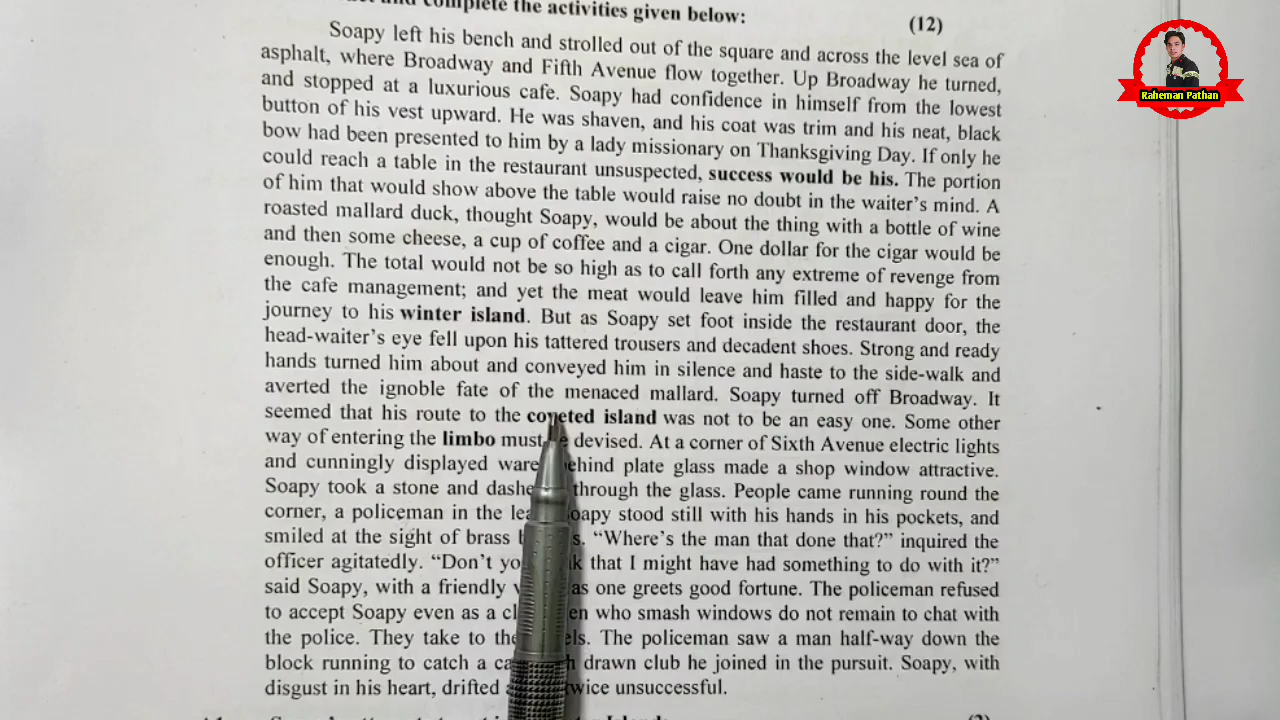 and complete the activities given below: (12)
Soapy left his bench and strolled out of the square and across the level sea of
asphalt, where Broadway and Fifth Avenue flow together. Up Broadway he turned,
and stopped at a luxurious cafe. Soapy had confidence in himself from the lowest
button of his vest upward. He was shaven, and his coat was trim and his neat, black
bow had been presented to him by a lady missionary on Thanksgiving Day. If only he
could reach a table in the restaurant unsuspected, success would be his. The portion
of him that would show above the table would raise no doubt in the waiter's mind. A
roasted mallard duck, thought Soapy, would be about the thing with a bottle of wine
and then some cheese, a cup of coffee and a cigar. One dollar for the cigar would be
enough. The total would not be so high as to call forth any extreme of revenge from
the cafe management; and yet the meat would leave him filled and happy for the
journey to his winter island. But as Soapy set foot inside the restaurant door, the
head-waiter's eye fell upon his tattered trousers and decadent shoes. Strong and ready
hands turned him about and conveyed him in silence and haste to the side-walk and
averted the ignoble fate of the menaced mallard. Soapy turned off Broadway. It
seemed that his route to the coveted island was not to be an easy one. Some other
way of entering the limbo must devised. At a corner of Sixth Avenue electric lights
and cunningly displayed behind plate glass made a shop window attractive.
Soapy took a stone and through the glass. People came running round the
corner, a policeman in the Soapy stood still with his hands in his pockets, and
smiled at the sight of brass "Where's the man that done that?" inquired the
officer agitatedly. "Don't that I might have had something to do with it?"
said Soapy, with a friendly as one greets good fortune. The policeman refused
to accept Soapy even as a who smash windows do not remain to chat with
the police. They take to The policeman saw a man half-way down the
block running to catch a drawn club he joined in the pursuit. Soapy, with
disgust in his heart, drifted unsuccessful.
Raheman Pathan